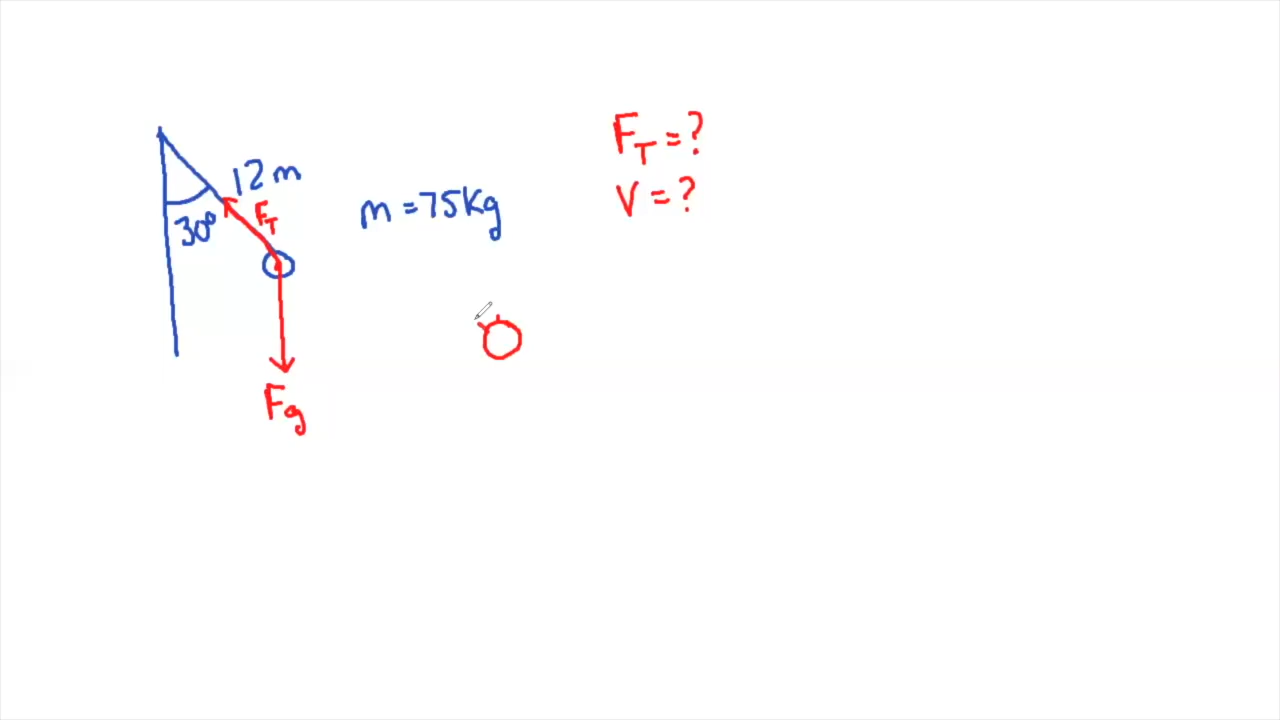 12 m
30°
F_T
m = 75 Kg
F_g
F_T = ?
V = ?